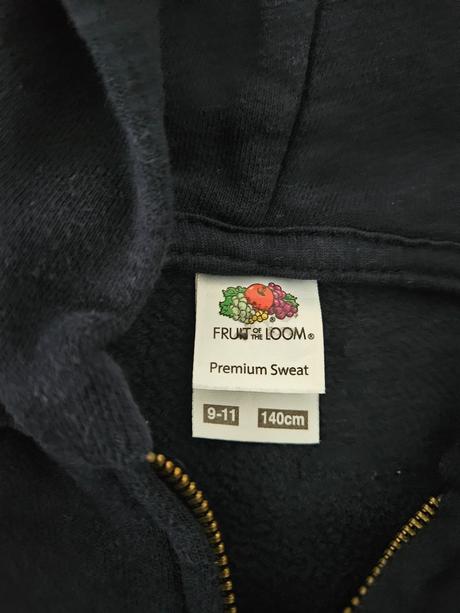 FRUIT OF THE LOOM®
Premium Sweat
9-11 140cm